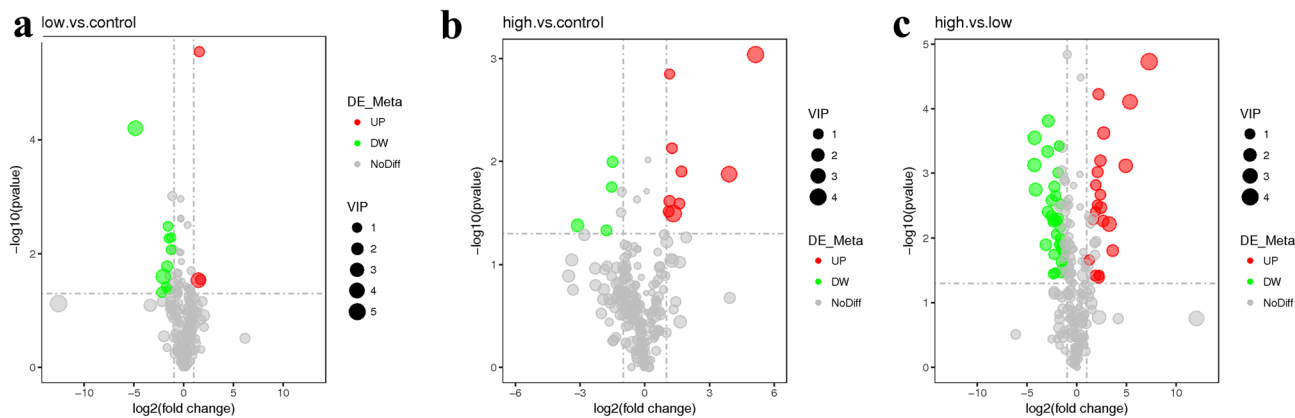 a
low.vs.control
−log10(pvalue)
4
2
0
−10
−5
0
5
10
log2(fold change)
DE_Meta
UP
DW
NoDiff
VIP
1
2
3
4
5
b
high.vs.control
−log10(pvalue)
3
2
1
0
−6
−3
0
3
6
log2(fold change)
VIP
1
2
3
4
DE_Meta
UP
DW
NoDiff
c
high.vs.low
−log10(pvalue)
5
4
3
2
1
0
−10
−5
0
5
10
log2(fold change)
VIP
1
2
3
4
DE_Meta
UP
DW
NoDiff